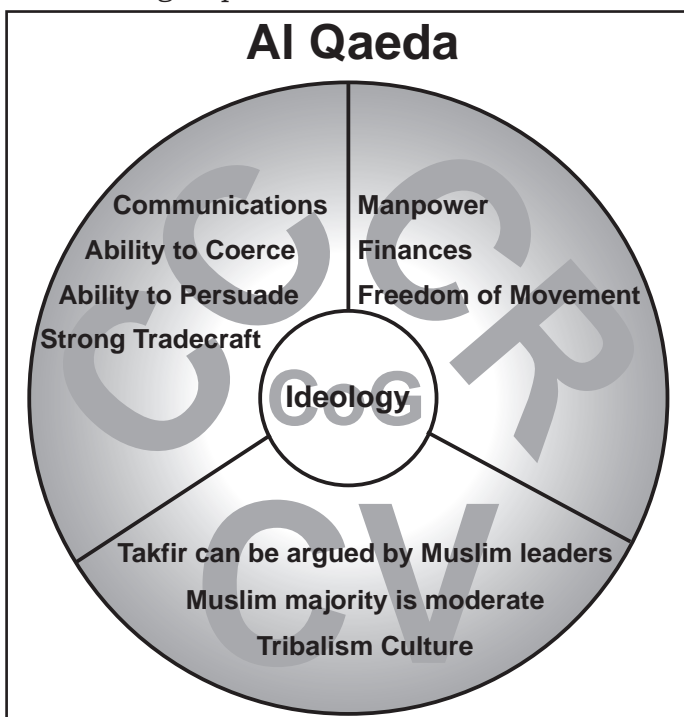 Al Qaeda
CC
Communications
Ability to Coerce
Ability to Persuade
Strong Tradecraft
CR
Manpower
Finances
Freedom of Movement
CoG
Ideology
CV
Takfir can be argued by Muslim leaders
Muslim majority is moderate
Tribalism Culture